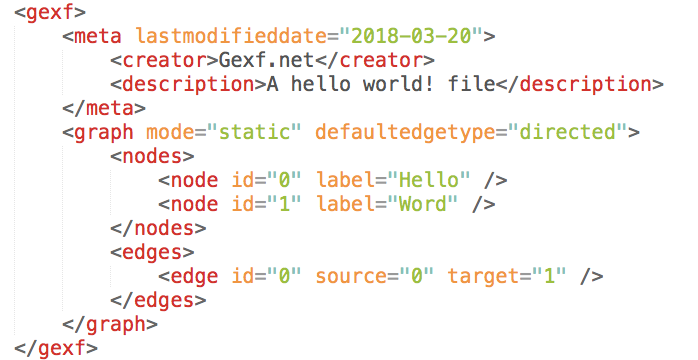 <gexf>
    <meta lastmodifieddate="2018-03-20">
        <creator>Gexf.net</creator>
        <description>A hello world! file</description>
    </meta>
    <graph mode="static" defaultedgetype="directed">
        <nodes>
            <node id="0" label="Hello" />
            <node id="1" label="Word" />
        </nodes>
        <edges>
            <edge id="0" source="0" target="1" />
        </edges>
    </graph>
</gexf>